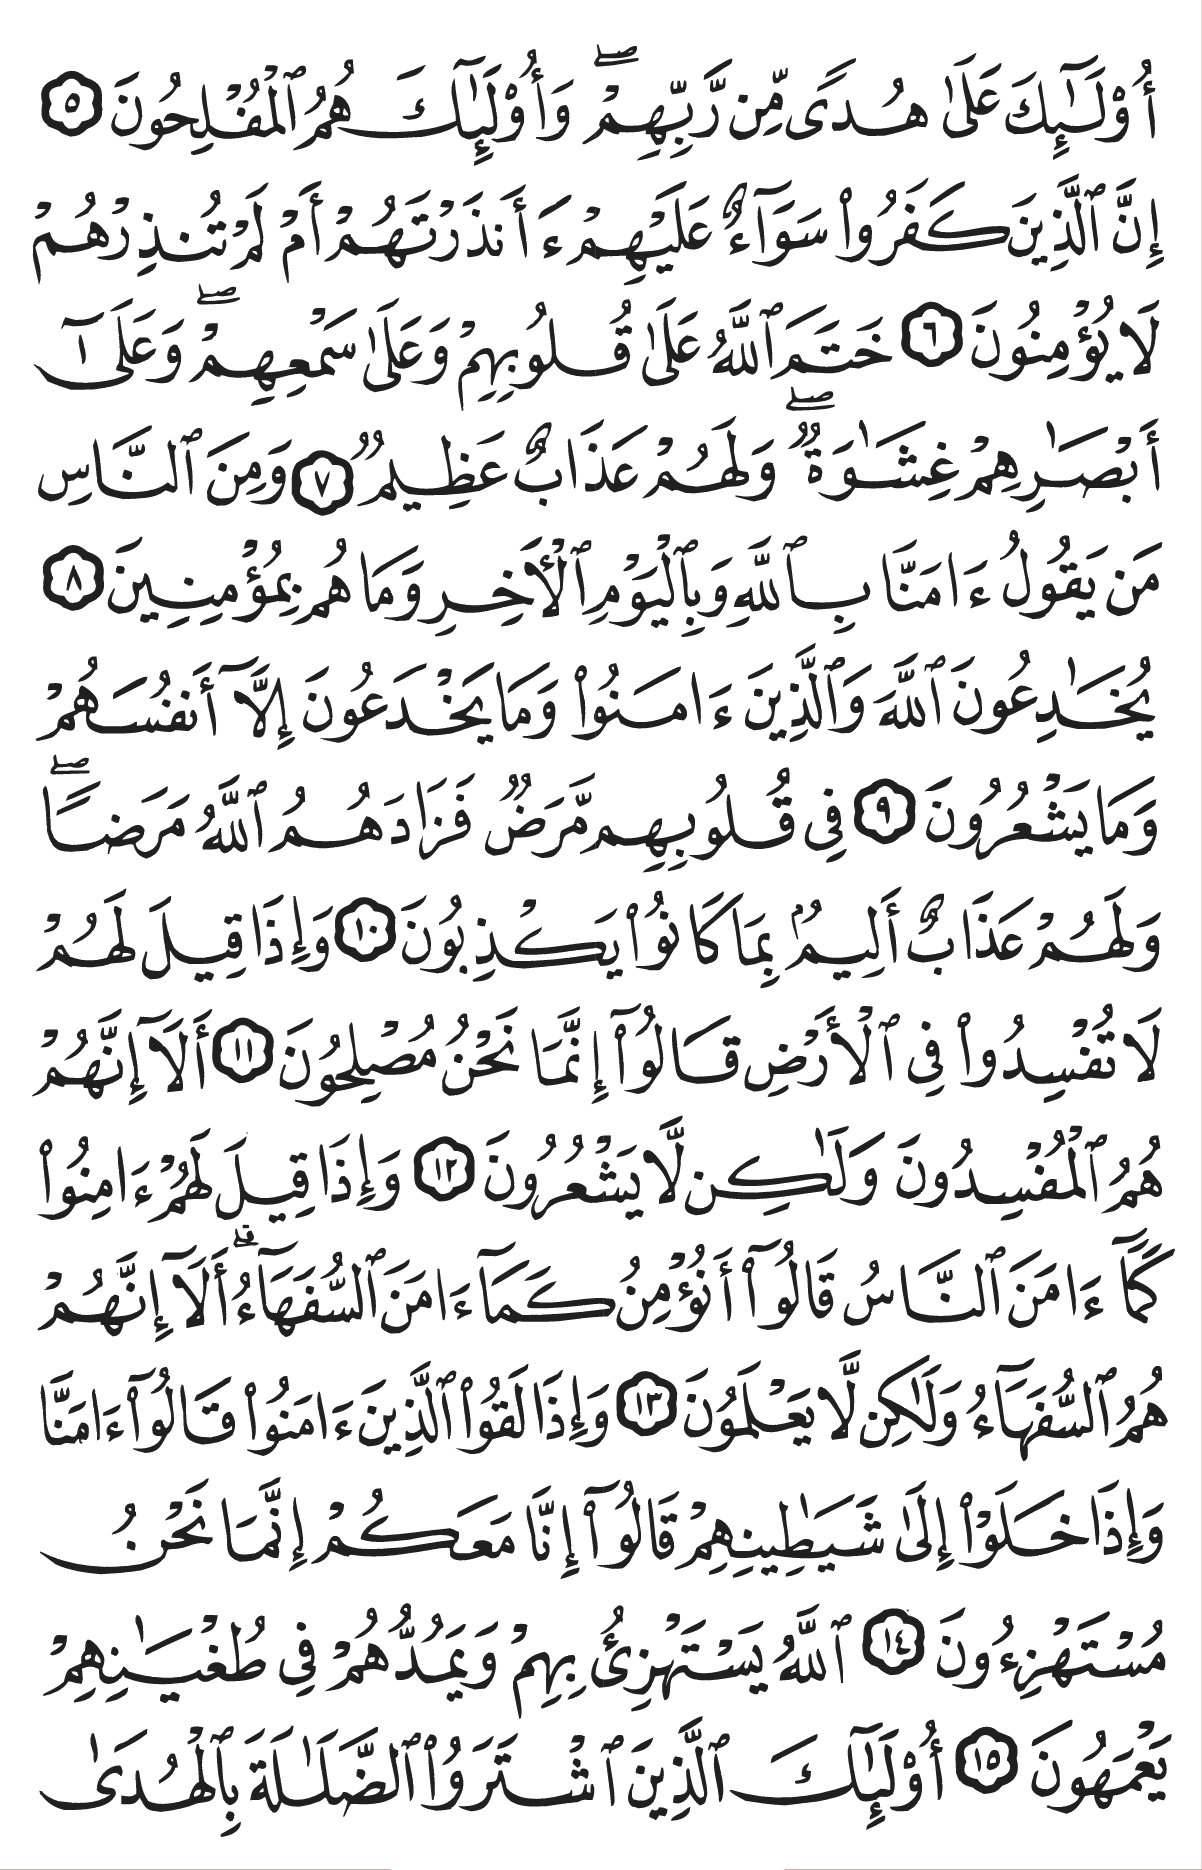 أُوْلَٰٓئِكَ عَلَىٰ هُدًى مِّن رَّبِّهِمْۖ وَأُوْلَٰٓئِكَ هُمُ ٱلْمُفْلِحُونَ ٥
إِنَّ ٱلَّذِينَ كَفَرُواْ سَوَآءٌ عَلَيْهِمْ ءَأَنذَرْتَهُمْ أَمْ لَمْ تُنذِرْهُمْ
لَا يُؤْمِنُونَ ٦ خَتَمَ ٱللَّهُ عَلَىٰ قُلُوبِهِمْ وَعَلَىٰ سَمْعِهِمْۖ وَعَلَىٰٓ
أَبْصَٰرِهِمْ غِشَٰوَةٌۖ وَلَهُمْ عَذَابٌ عَظِيمٌ ٧ وَمِنَ ٱلنَّاسِ
مَن يَقُولُ ءَامَنَّا بِٱللَّهِ وَبِٱلْيَوْمِ ٱلْأَخِرِ وَمَا هُم بِمُؤْمِنِينَ ٨
يُخَٰدِعُونَ ٱللَّهَ وَٱلَّذِينَ ءَامَنُواْ وَمَا يَخْدَعُونَ إِلَّآ أَنفُسَهُمْ
وَمَا يَشْعُرُونَ ٩ فِى قُلُوبِهِم مَّرَضٌ فَزَادَهُمُ ٱللَّهُ مَرَضًاۖ
وَلَهُمْ عَذَابٌ أَلِيمُۢ بِمَا كَانُواْ يَكْذِبُونَ ١٠ وَإِذَا قِيلَ لَهُمْ
لَا تُفْسِدُواْ فِى ٱلْأَرْضِ قَالُوٓاْ إِنَّمَا نَحْنُ مُصْلِحُونَ ١١ أَلَآ إِنَّهُمْ
هُمُ ٱلْمُفْسِدُونَ وَلَٰكِن لَّا يَشْعُرُونَ ١٢ وَإِذَا قِيلَ لَهُمْ ءَامِنُواْ
كَمَآ ءَامَنَ ٱلنَّاسُ قَالُوٓاْ أَنُؤْمِنُ كَمَآ ءَامَنَ ٱلسُّفَهَآءُۗ أَلَآ إِنَّهُمْ
هُمُ ٱلسُّفَهَآءُ وَلَٰكِن لَّا يَعْلَمُونَ ١٣ وَإِذَا لَقُواْ ٱلَّذِينَ ءَامَنُواْ قَالُوٓاْ ءَامَنَّا
وَإِذَا خَلَوْاْ إِلَىٰ شَيَٰطِينِهِمْ قَالُوٓاْ إِنَّا مَعَكُمْ إِنَّمَا نَحْنُ
مُسْتَهْزِءُونَ ١٤ ٱللَّهُ يَسْتَهْزِئُ بِهِمْ وَيَمُدُّهُمْ فِى طُغْيَٰنِهِمْ
يَعْمَهُونَ ١٥ أُوْلَٰٓئِكَ ٱلَّذِينَ ٱشْتَرَوُاْ ٱلضَّلَٰلَةَ بِٱلْهُدَىٰ